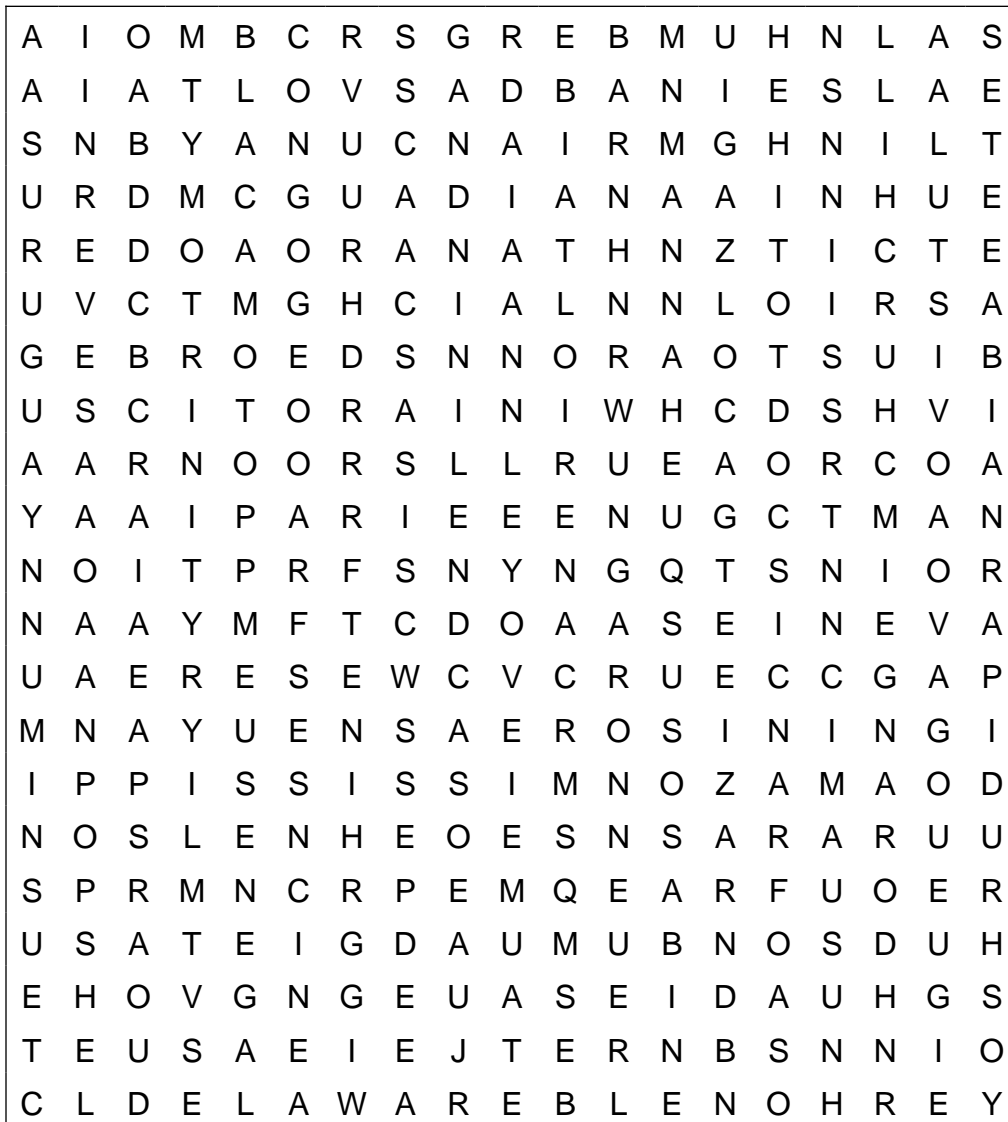 A I O M B C R S G R E B M U H N L A S
A I A T L O V S A D B A N I E S L A E
S N B Y A N U C N A I R M G H N I L T
U R D M C G U A D I A N A A I N H U E
R E D O A O R A N A T H N Z T I C T E
U V C T M G H C I A L N N L O I R S A
G E B R O E D S N N O R A O T S U I B
U S C I T O R A I N I W H C D S H V I
A A R N O O R S L L R U E A O R C O A
Y A A I P A R I E E E N U G C T M A N
N O I T P R F S N Y N G Q T S N I O R
N A A Y M F T C D O A A S E I N E V A
U A E R E S E W C V C R U E C C G A P
M N A Y U E N S A E R O S I N I N G I
I P P I S S I S S I M N O Z A M A O D
N O S L E N H E O E S N S A R A R U U
S P R M N C R P E M Q E A R F U O E R
U S A T E I G D A U M U B N O S D U H
E H O V G N G E U A S E I D A U H G S
T E U S A E I E J T E R N B S N N I O
C L D E L A W A R E B L E N O H R E Y